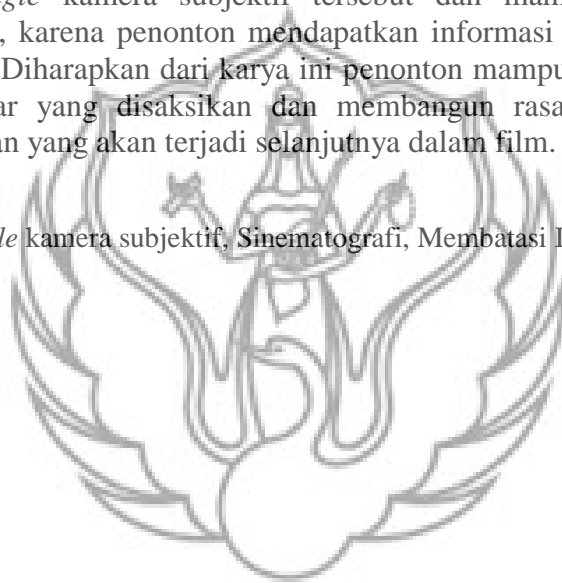 kamera subjektif tersebut dan
karena penonton mendapatkan informasi
Diharapkan dari karya ini penonton mampu
yang disaksikan dan membangun rasa
yang akan terjadi selanjutnya dalam film.
kamera subjektif, Sinematografi, Membatasi